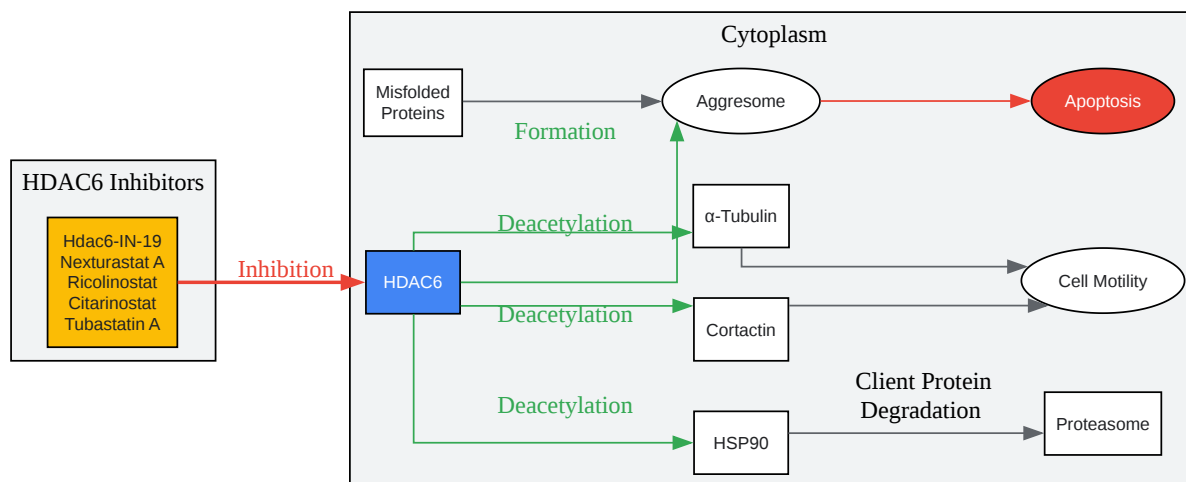 Cytoplasm
Misfolded
Proteins
Aggresome
Apoptosis
Formation
HDAC6 Inhibitors
Hdac6-IN-19
Nexturastat A
Ricolinostat
Citarinostat
Tubastatin A
Inhibition
HDAC6
Deacetylation
α-Tubulin
Cell Motility
Deacetylation
Cortactin
Deacetylation
HSP90
Client Protein
Degradation
Proteasome